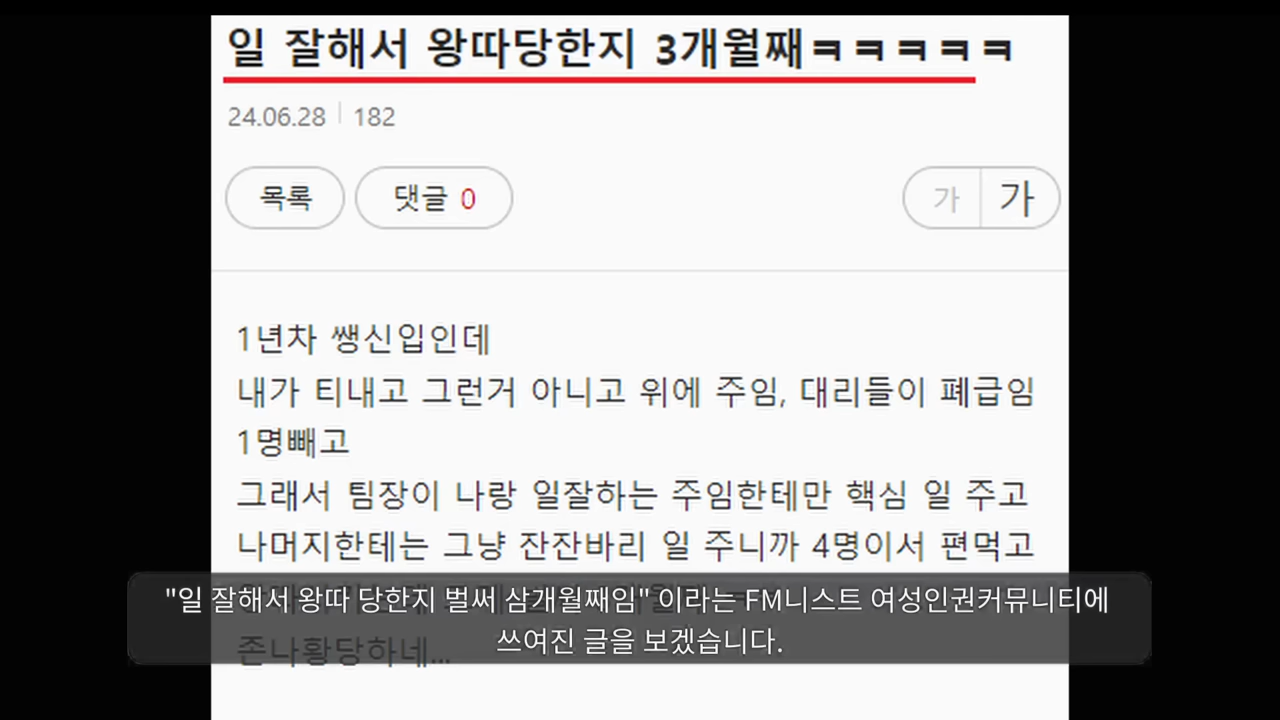 일 잘해서 왕따당한지 3개월째ㅋㅋㅋㅋㅋ
24.06.28 182
목록 댓글 0 가 가
1년차 쌩신입인데
내가 티내고 그런거 아니고 위에 주임, 대리들이 폐급임
1명빼고
그래서 팀장이 나랑 일잘하는 주임한테만 핵심 일 주고
나머지한테는 그냥 잔잔바리 일 주니까 4명이서 편먹고
"일 잘해서 왕따 당한지 벌써 삼개월째임" 이라는 FM니스트 여성인권커뮤니티에
쓰여진 글을 보겠습니다.
존나황당하네...